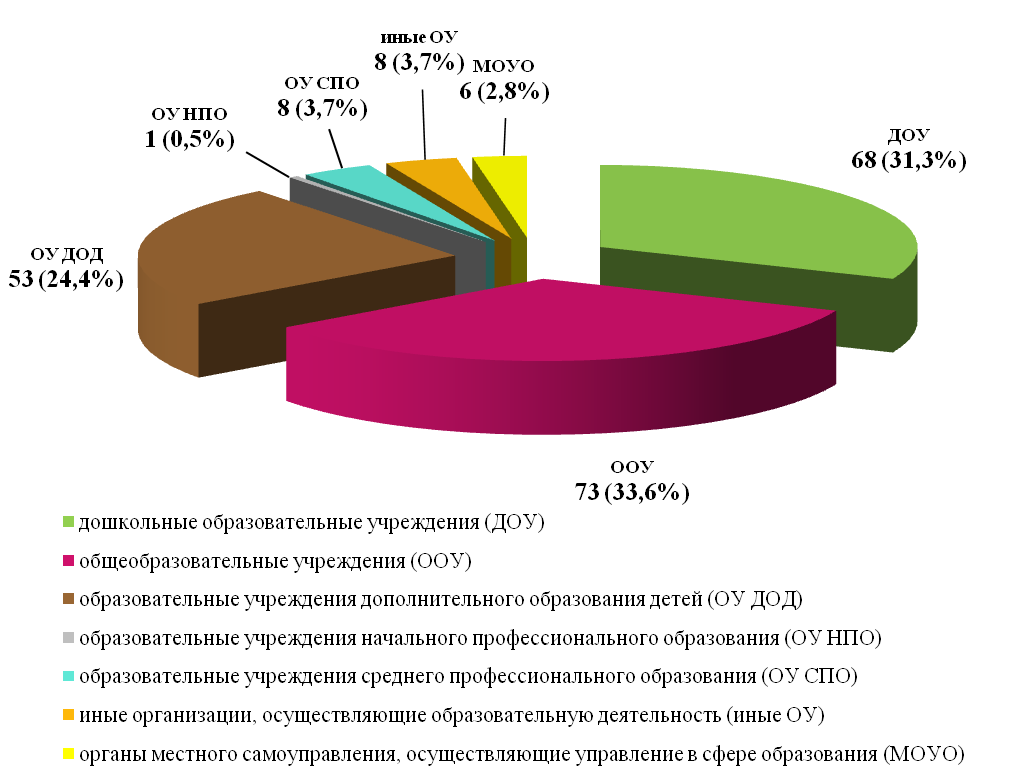 иные ОУ
8 (3,7%)
МОУО
6 (2,8%)
ОУ СПО
8 (3,7%)
ОУ НПО
1 (0,5%)
ДОУ
68 (31,3%)
ОУ ДОД
53 (24,4%)
ООУ
73 (33,6%)
дошкольные образовательные учреждения (ДОУ)
общеобразовательные учреждения (ООУ)
образовательные учреждения дополнительного образования детей (ОУ ДОД)
образовательные учреждения начального профессионального образования (ОУ НПО)
образовательные учреждения среднего профессионального образования (ОУ СПО)
иные организации, осуществляющие образовательную деятельность (иные ОУ)
органы местного самоуправления, осуществляющие управление в сфере образования (МОУО)